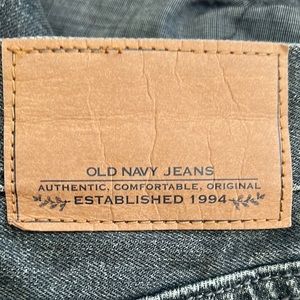 OLD NAVY JEANS
AUTHENTIC, COMFORTABLE, ORIGINAL
ESTABLISHED 1994